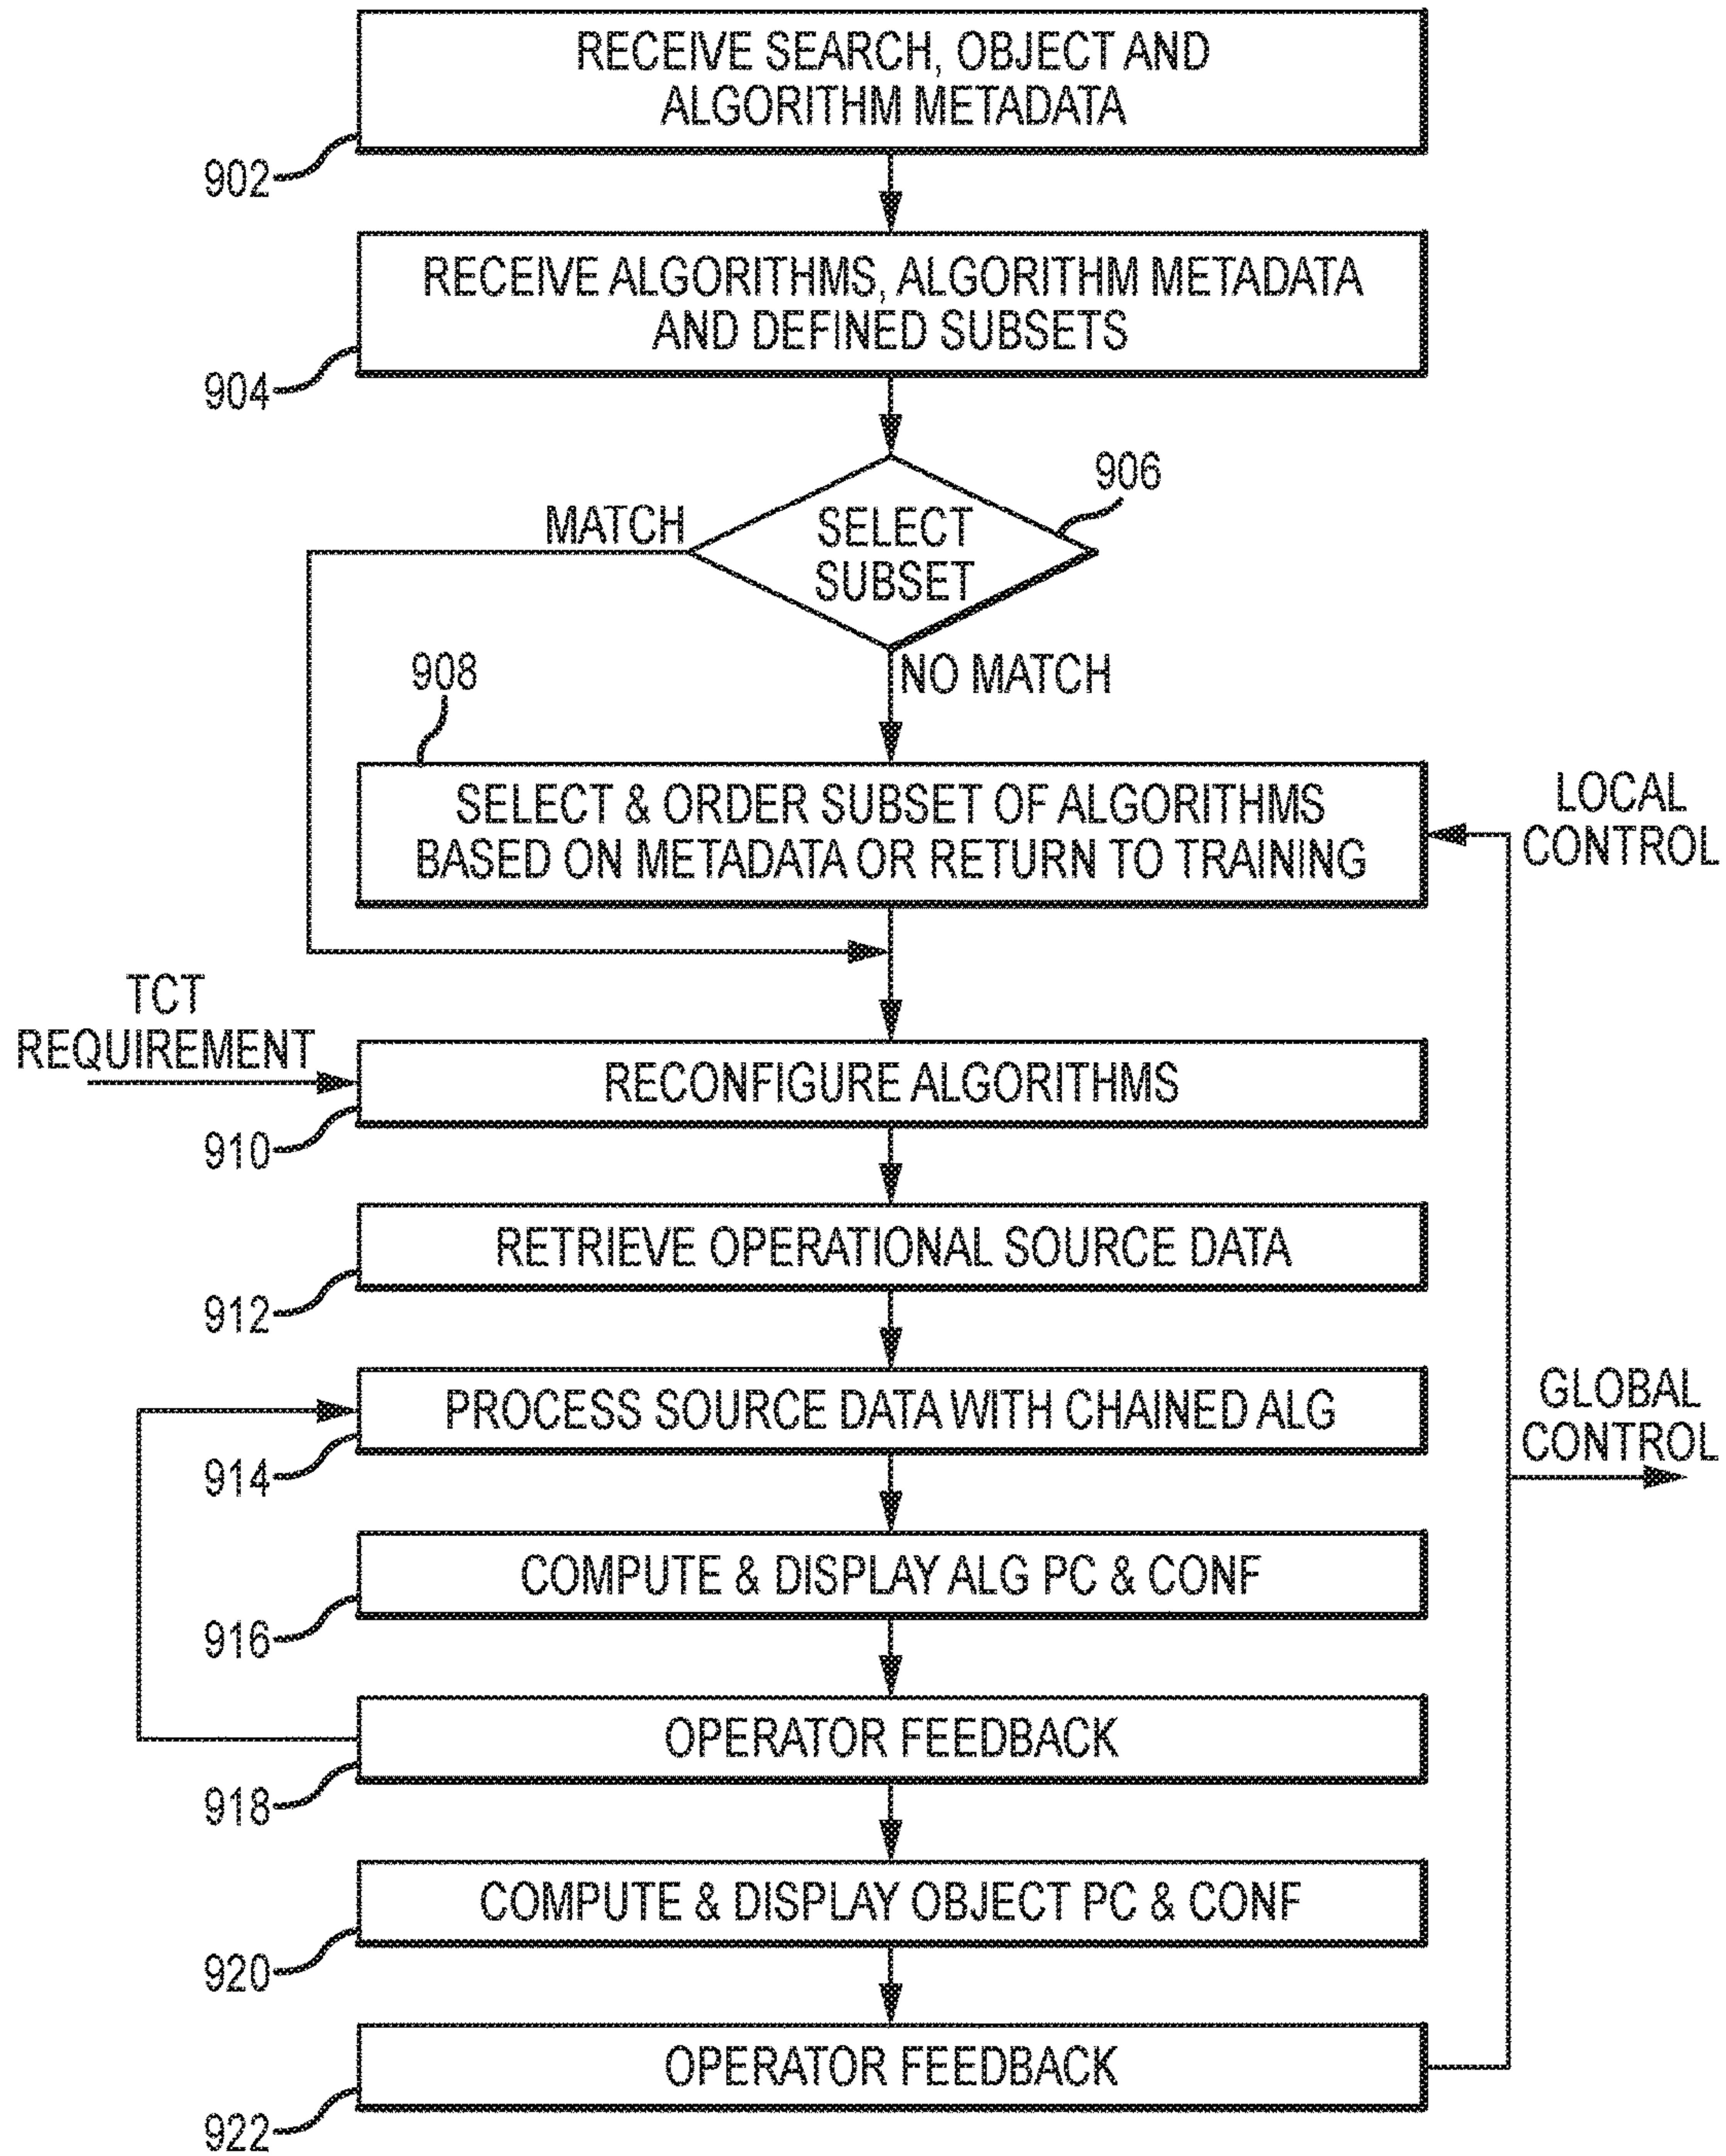 RECEIVE SEARCH, OBJECT AND
ALGORITHM METADATA
902
RECEIVE ALGORITHMS, ALGORITHM METADATA
AND DEFINED SUBSETS
904
906
MATCH
SELECT
SUBSET
NO MATCH
908
SELECT & ORDER SUBSET OF ALGORITHMS
BASED ON METADATA OR RETURN TO TRAINING
LOCAL
CONTROL
TCT
REQUIREMENT
RECONFIGURE ALGORITHMS
910
RETRIEVE OPERATIONAL SOURCE DATA
912
PROCESS SOURCE DATA WITH CHAINED ALG
914
GLOBAL
CONTROL
COMPUTE & DISPLAY ALG PC & CONF
916
OPERATOR FEEDBACK
918
COMPUTE & DISPLAY OBJECT PC & CONF
920
OPERATOR FEEDBACK
922